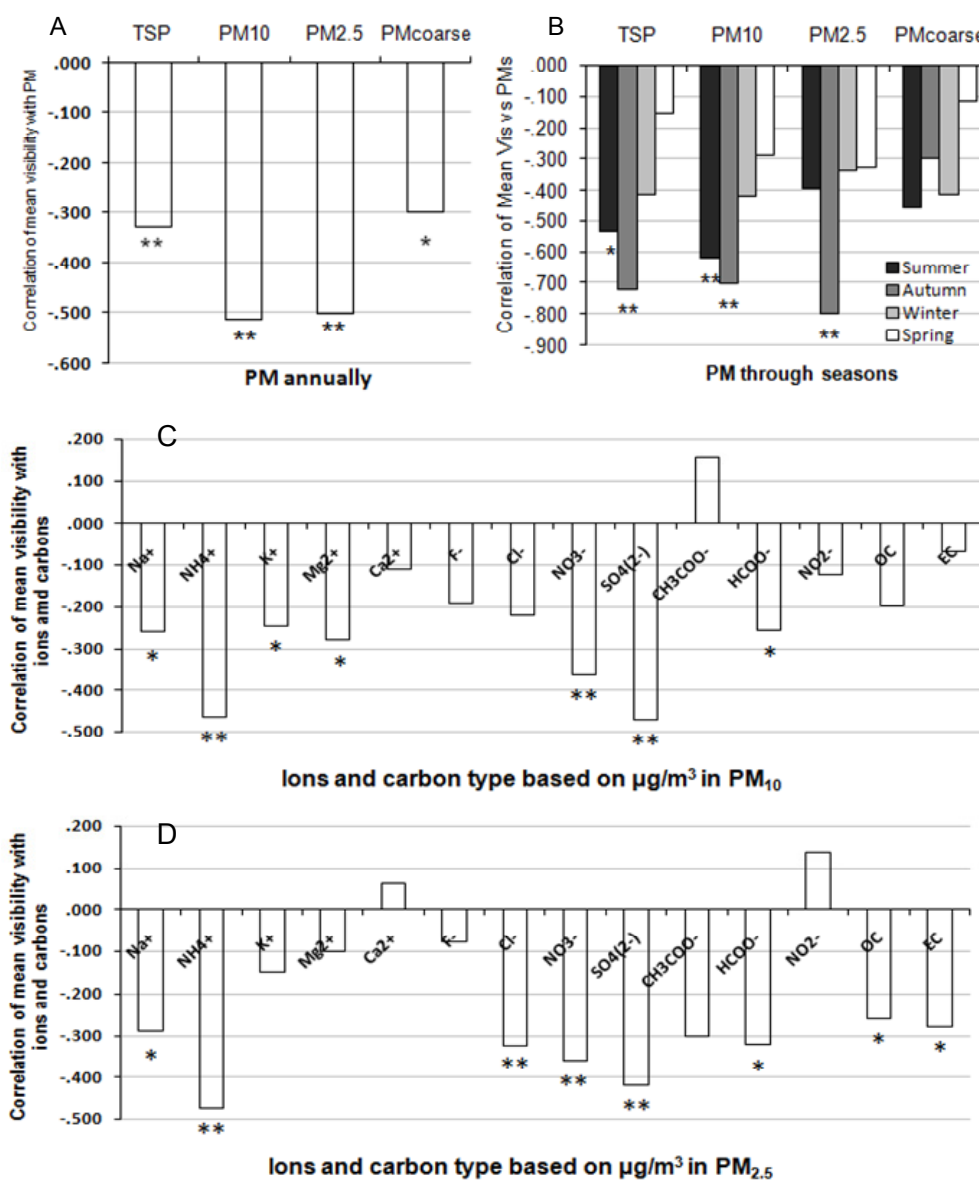 A
TSP PM10 PM2.5 PMcoarse
.000
-.100
-.200
-.300
-.400
-.500
-.600
Correlation of mean visibility with PM
** ** ** *
PM annually
B
TSP PM10 PM2.5 PMcoarse
.000
-.100
-.200
-.300
-.400
-.500
-.600
-.700
-.800
-.900
Correlation of Mean Vis vs PMs
* ** ** ** **
Summer
Autumn
Winter
Spring
PM through seasons
C
.200
.100
.000
-.100
-.200
-.300
-.400
-.500
Correlation of mean visibility with
ions amd carbons
Na+ NH4+ K+ Mg2+ Ca2+ F- Cl- NO3- SO4(2-) CH3COO- HCOO- NO2- OC EC
* ** * * ** ** *
Ions and carbon type based on µg/m³ in PM₁₀
D
.200
.100
.000
-.100
-.200
-.300
-.400
-.500
Correlation of mean visibility with
ions and carbons
Na+ NH4+ K+ Mg2+ Ca2+ F- Cl- NO3- SO4(2-) CH3COO- HCOO- NO2- OC EC
* ** ** ** ** * * *
Ions and carbon type based on µg/m³ in PM₂.₅